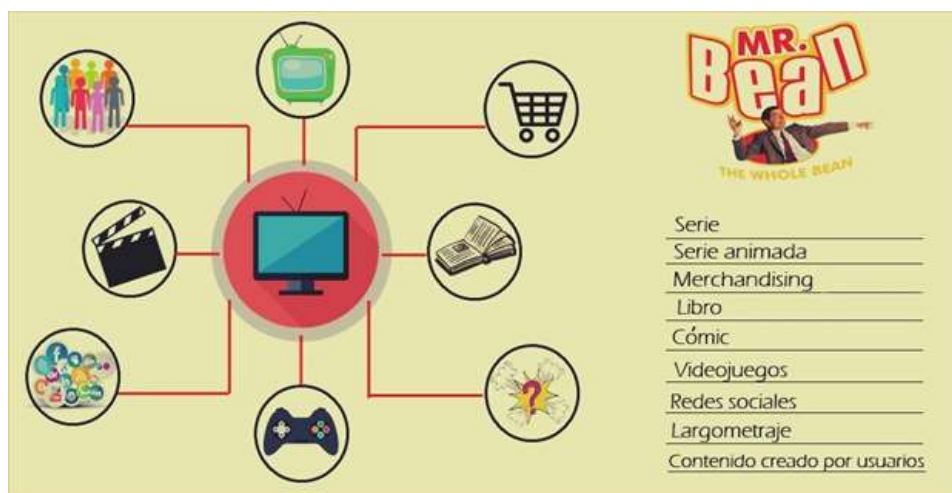 MR.
Bean
THE WHOLE BEAN
Serie
Serie animada
Merchandising
Libro
Cómic
Videojuegos
Redes sociales
Largometraje
Contenido creado por usuarios
?